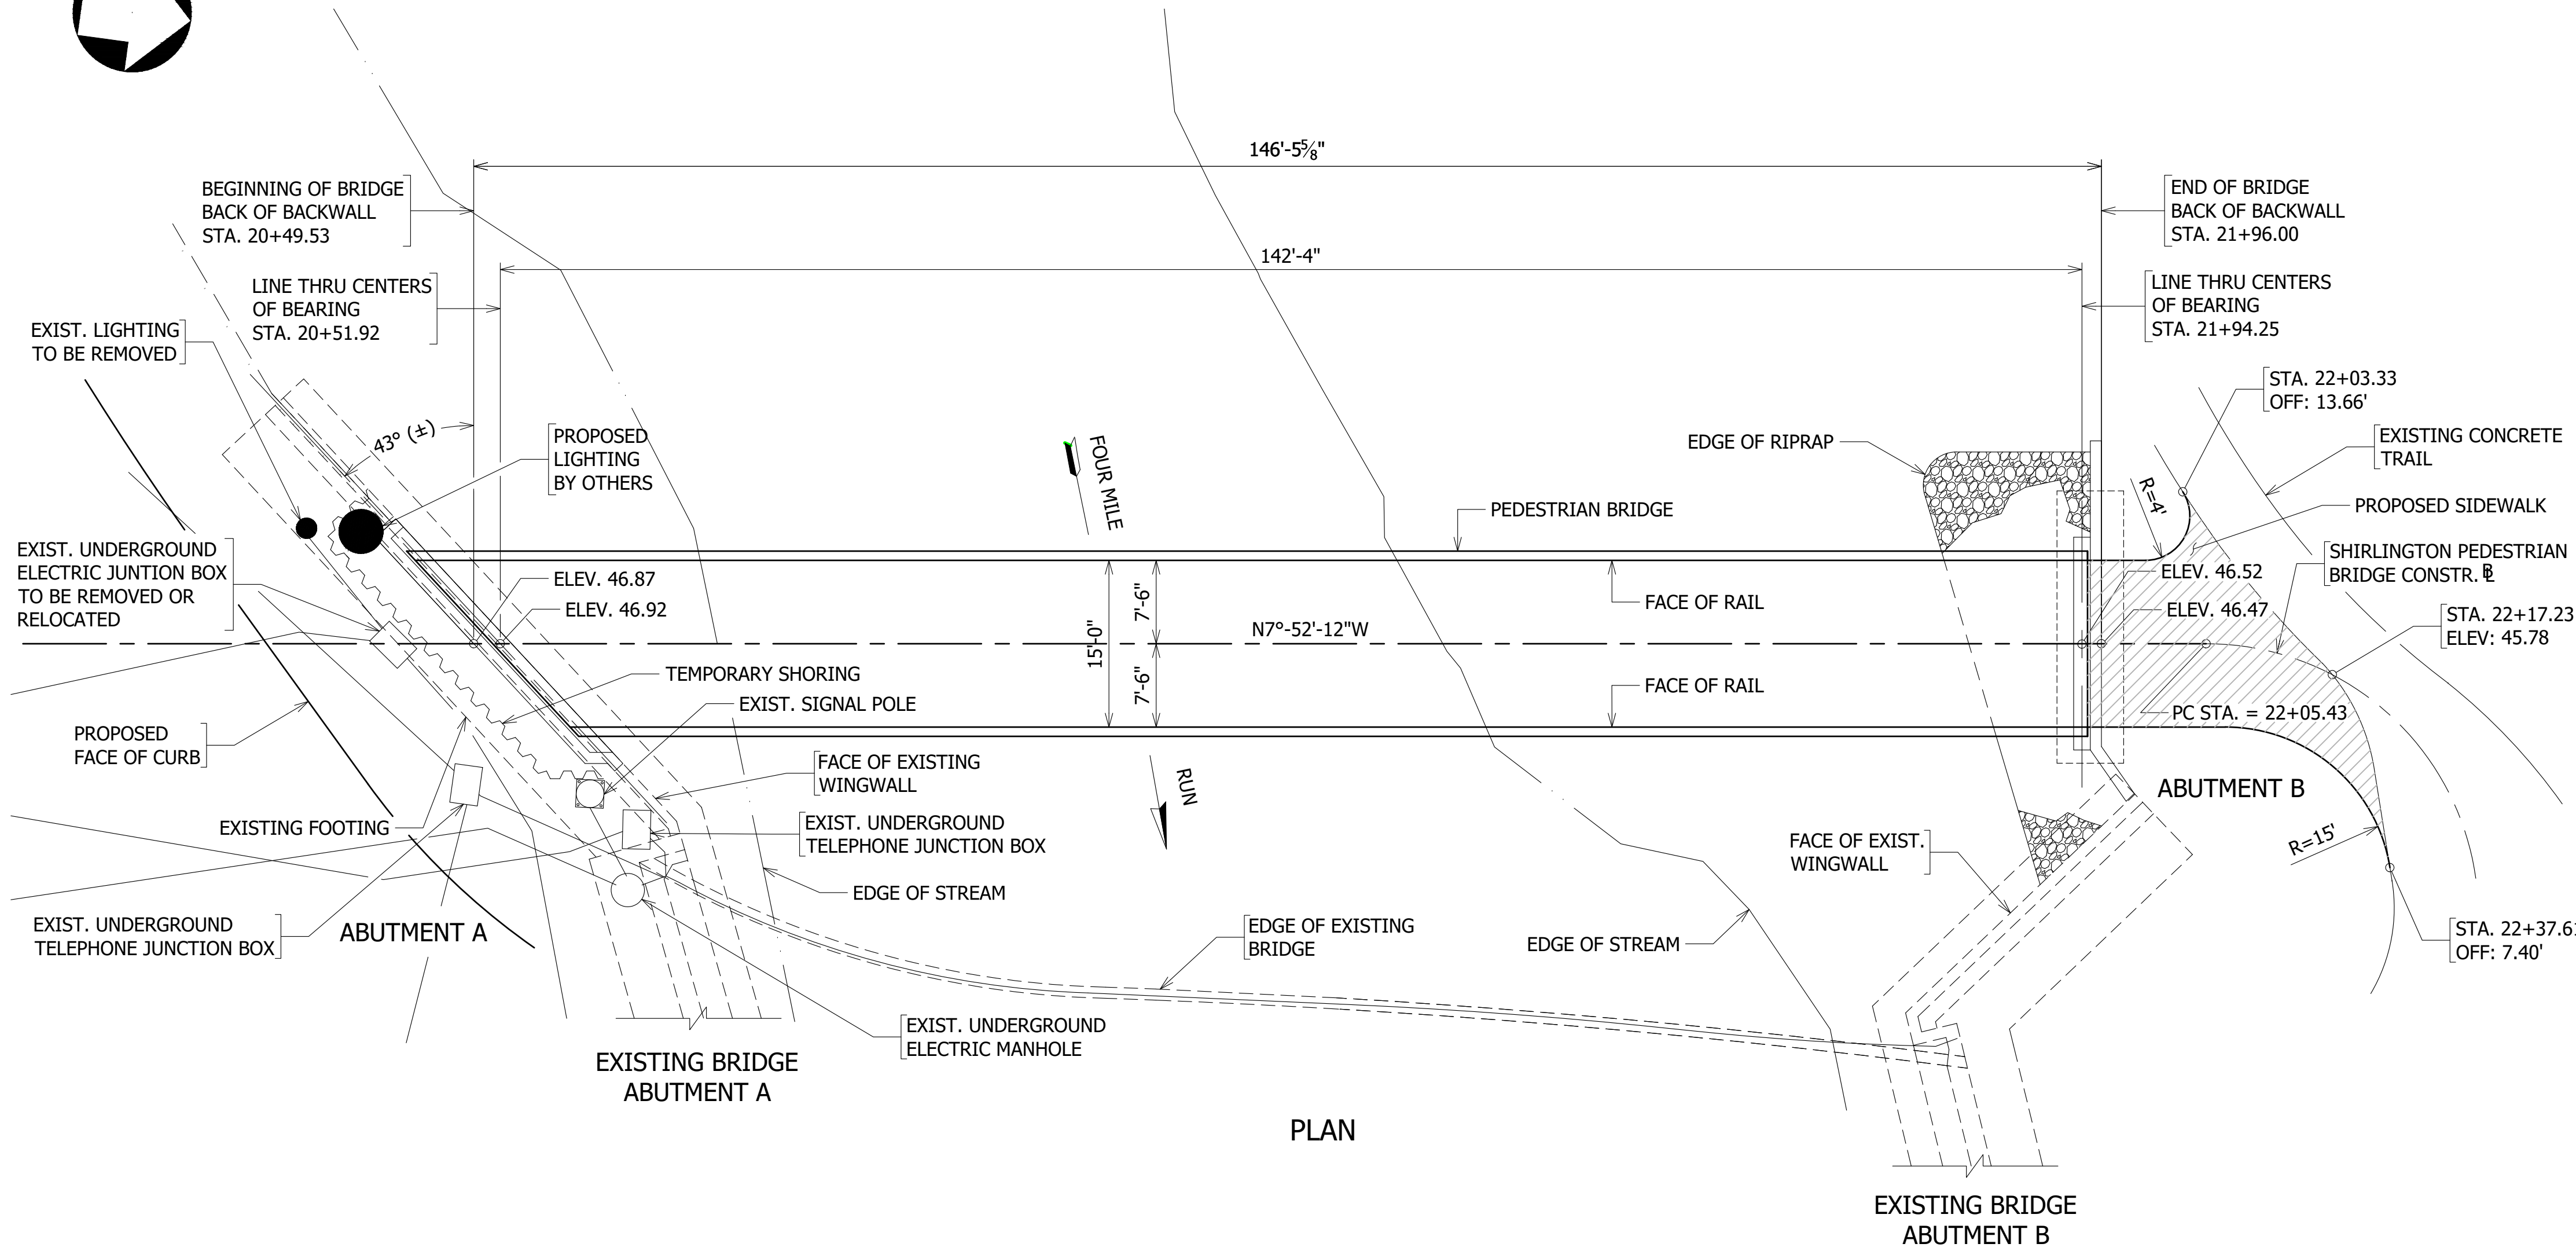 146'-5⅝"
BEGINNING OF BRIDGE
BACK OF BACKWALL
STA. 20+49.53
END OF BRIDGE
BACK OF BACKWALL
STA. 21+96.00
142'-4"
LINE THRU CENTERS
OF BEARING
STA. 20+51.92
LINE THRU CENTERS
OF BEARING
STA. 21+94.25
EXIST. LIGHTING
TO BE REMOVED
STA. 22+03.33
OFF: 13.66'
43° (±)
PROPOSED
LIGHTING
BY OTHERS
FOUR MILE
EDGE OF RIPRAP
EXISTING CONCRETE
TRAIL
R=4'
PEDESTRIAN BRIDGE
PROPOSED SIDEWALK
EXIST. UNDERGROUND
ELECTRIC JUNTION BOX
TO BE REMOVED OR
RELOCATED
SHIRLINGTON PEDESTRIAN
BRIDGE CONSTR. BL
ELEV. 46.87
ELEV. 46.92
7'-6"
FACE OF RAIL
ELEV. 46.52
ELEV. 46.47
STA. 22+17.23
ELEV: 45.78
15'-0"
N7°-52'-12"W
7'-6"
TEMPORARY SHORING
FACE OF RAIL
EXIST. SIGNAL POLE
PC STA. = 22+05.43
PROPOSED
FACE OF CURB
FACE OF EXISTING
WINGWALL
RUN
ABUTMENT B
EXISTING FOOTING
EXIST. UNDERGROUND
TELEPHONE JUNCTION BOX
FACE OF EXIST.
WINGWALL
R=15'
EDGE OF STREAM
EXIST. UNDERGROUND
TELEPHONE JUNCTION BOX
ABUTMENT A
EDGE OF EXISTING
BRIDGE
EDGE OF STREAM
STA. 22+37.61
OFF: 7.40'
EXIST. UNDERGROUND
ELECTRIC MANHOLE
EXISTING BRIDGE
ABUTMENT A
PLAN
EXISTING BRIDGE
ABUTMENT B